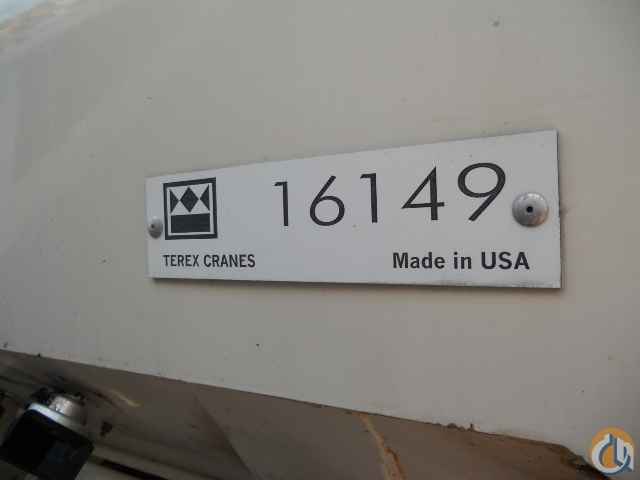 16149
TEREX CRANES
Made in USA